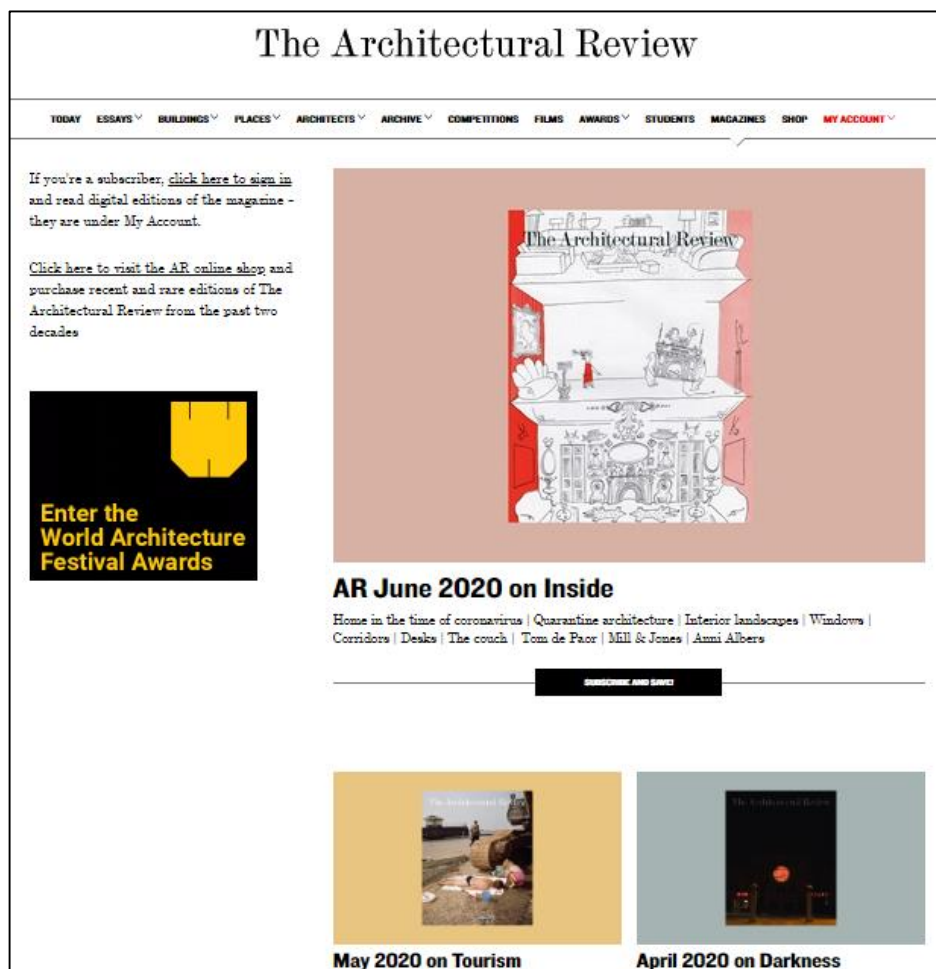 The Architectural Review
TODAY ESSAYS BUILDINGS PLACES ARCHITECTS ARCHIVE COMPETITIONS FILMS AWARDS STUDENTS MAGAZINES SHOP MY ACCOUNT
If you're a subscriber, click here to sign in
and read digital editions of the magazine -
they are under My Account.
Click here to visit the AR online shop and
purchase recent and rare editions of The
Architectural Review from the past two
decades
Enter the
World Architecture
Festival Awards
The Architectural Review
AR June 2020 on Inside
Home in the time of coronavirus | Quarantine architecture | Interior landscapes | Windows |
Corridors | Desks | The couch | Tom de Paor | Mill & Jones | Anni Albers
SUBSCRIBE AND SAVE!
The Architectural Review
May 2020 on Tourism
The Architectural Review
April 2020 on Darkness